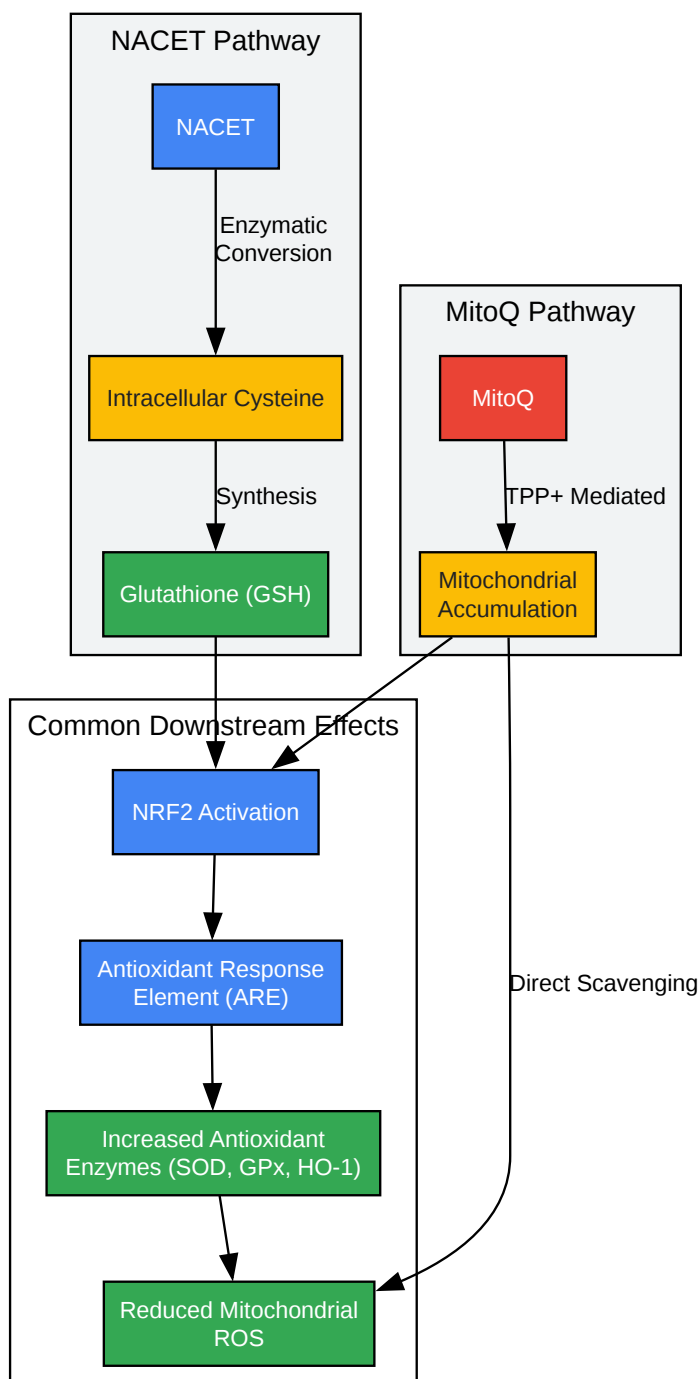 NACET Pathway
NACET
Enzymatic
Conversion
Intracellular Cysteine
Synthesis
Glutathione (GSH)
MitoQ Pathway
MitoQ
TPP+ Mediated
Mitochondrial
Accumulation
Common Downstream Effects
NRF2 Activation
Antioxidant Response
Element (ARE)
Direct Scavenging
Increased Antioxidant
Enzymes (SOD, GPx, HO-1)
Reduced Mitochondrial
ROS